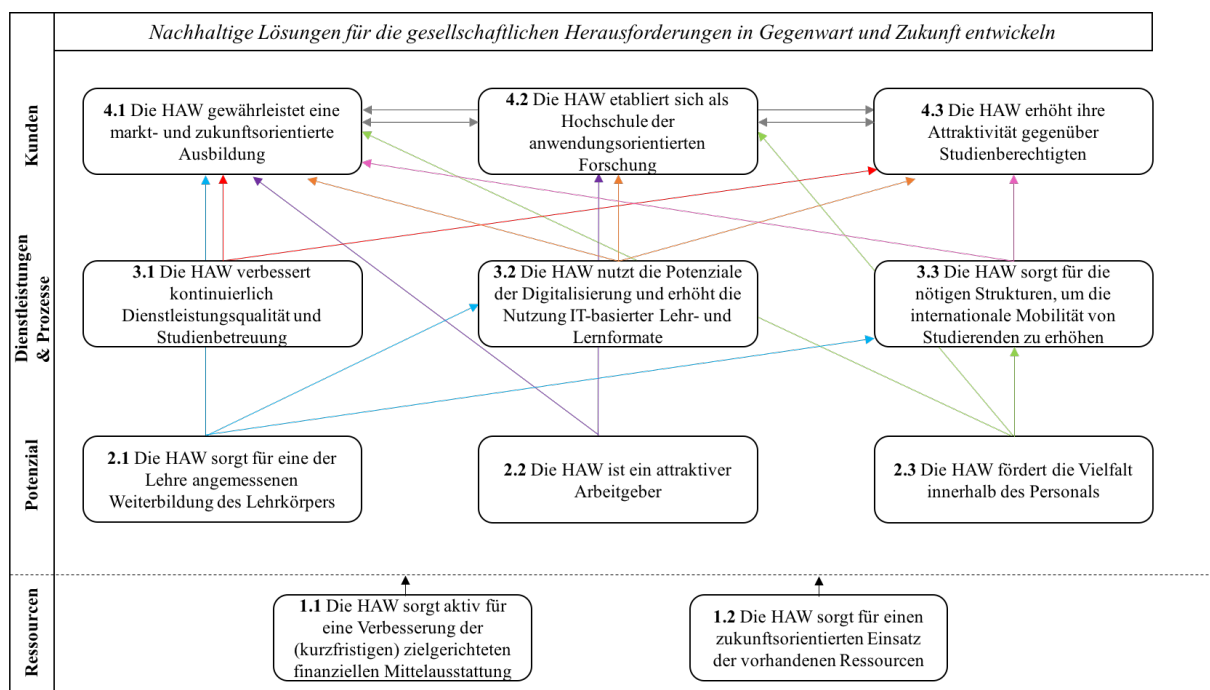 Nachhaltige Lösungen für die gesellschaftlichen Herausforderungen in Gegenwart und Zukunft entwickeln
Kunden
4.1 Die HAW gewährleistet eine
markt- und zukunftsorientierte
Ausbildung
4.2 Die HAW etabliert sich als
Hochschule der
anwendungsorientierten
Forschung
4.3 Die HAW erhöht ihre
Attraktivität gegenüber
Studienberechtigten
Dienstleistungen
& Prozesse
3.1 Die HAW verbessert
kontinuierlich
Dienstleistungsqualität und
Studienbetreuung
3.2 Die HAW nutzt die Potenziale
der Digitalisierung und erhöht die
Nutzung IT-basierter Lehr- und
Lernformate
3.3 Die HAW sorgt für die
nötigen Strukturen, um die
internationale Mobilität von
Studierenden zu erhöhen
Potenzial
2.1 Die HAW sorgt für eine der
Lehre angemessenen
Weiterbildung des Lehrkörpers
2.2 Die HAW ist ein attraktiver
Arbeitgeber
2.3 Die HAW fördert die Vielfalt
innerhalb des Personals
Ressourcen
1.1 Die HAW sorgt aktiv für
eine Verbesserung der
(kurzfristigen) zielgerichteten
finanziellen Mittelausstattung
1.2 Die HAW sorgt für einen
zukunftsorientierten Einsatz
der vorhandenen Ressourcen